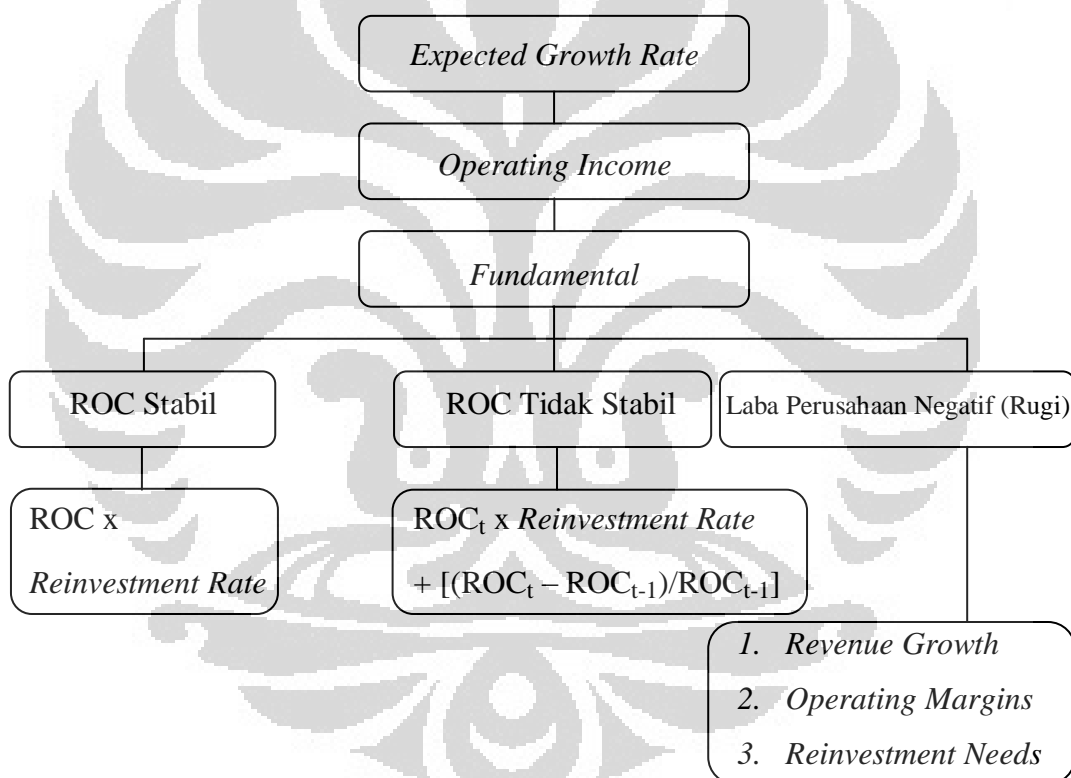 Expected Growth Rate
Operating Income
Fundamental
ROC Stabil
ROC Tidak Stabil
Laba Perusahaan Negatif (Rugi)
ROC x
Reinvestment Rate
ROCt x Reinvestment Rate
+ [(ROCt – ROCt-1)/ROCt-1]
1. Revenue Growth
2. Operating Margins
3. Reinvestment Needs